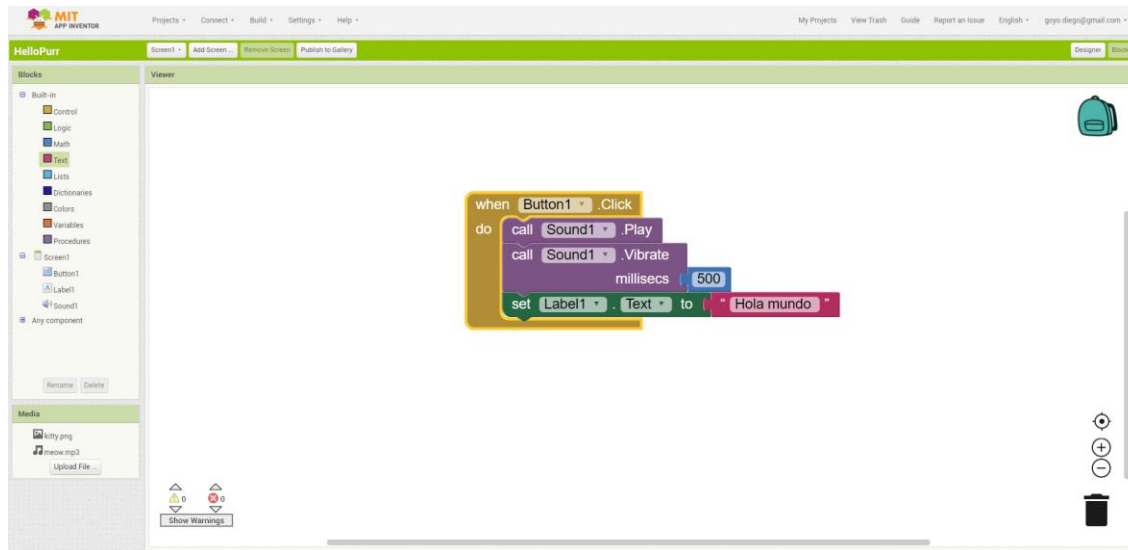 MIT
APP INVENTOR
Projects Connect Build Settings Help My Projects View Trash Guide Report an Issue English goyo.diego@gmail.com
HelloPurr Screen1 Add Screen ... Remove Screen Publish to Gallery Designer Block
Blocks Viewer
Built-in
Control
Logic
Math
Text
Lists
Dictionaries
Colors
Variables
Procedures
Screen1
Button1
A Label1
Sound1
Any component
Rename Delete
Media
kitty.png
meow.mp3
Upload File ...
when Button1 .Click
do call Sound1 .Play
call Sound1 .Vibrate
millisecs 500
set Label1 . Text to " Hola mundo "
0 0
Show Warnings